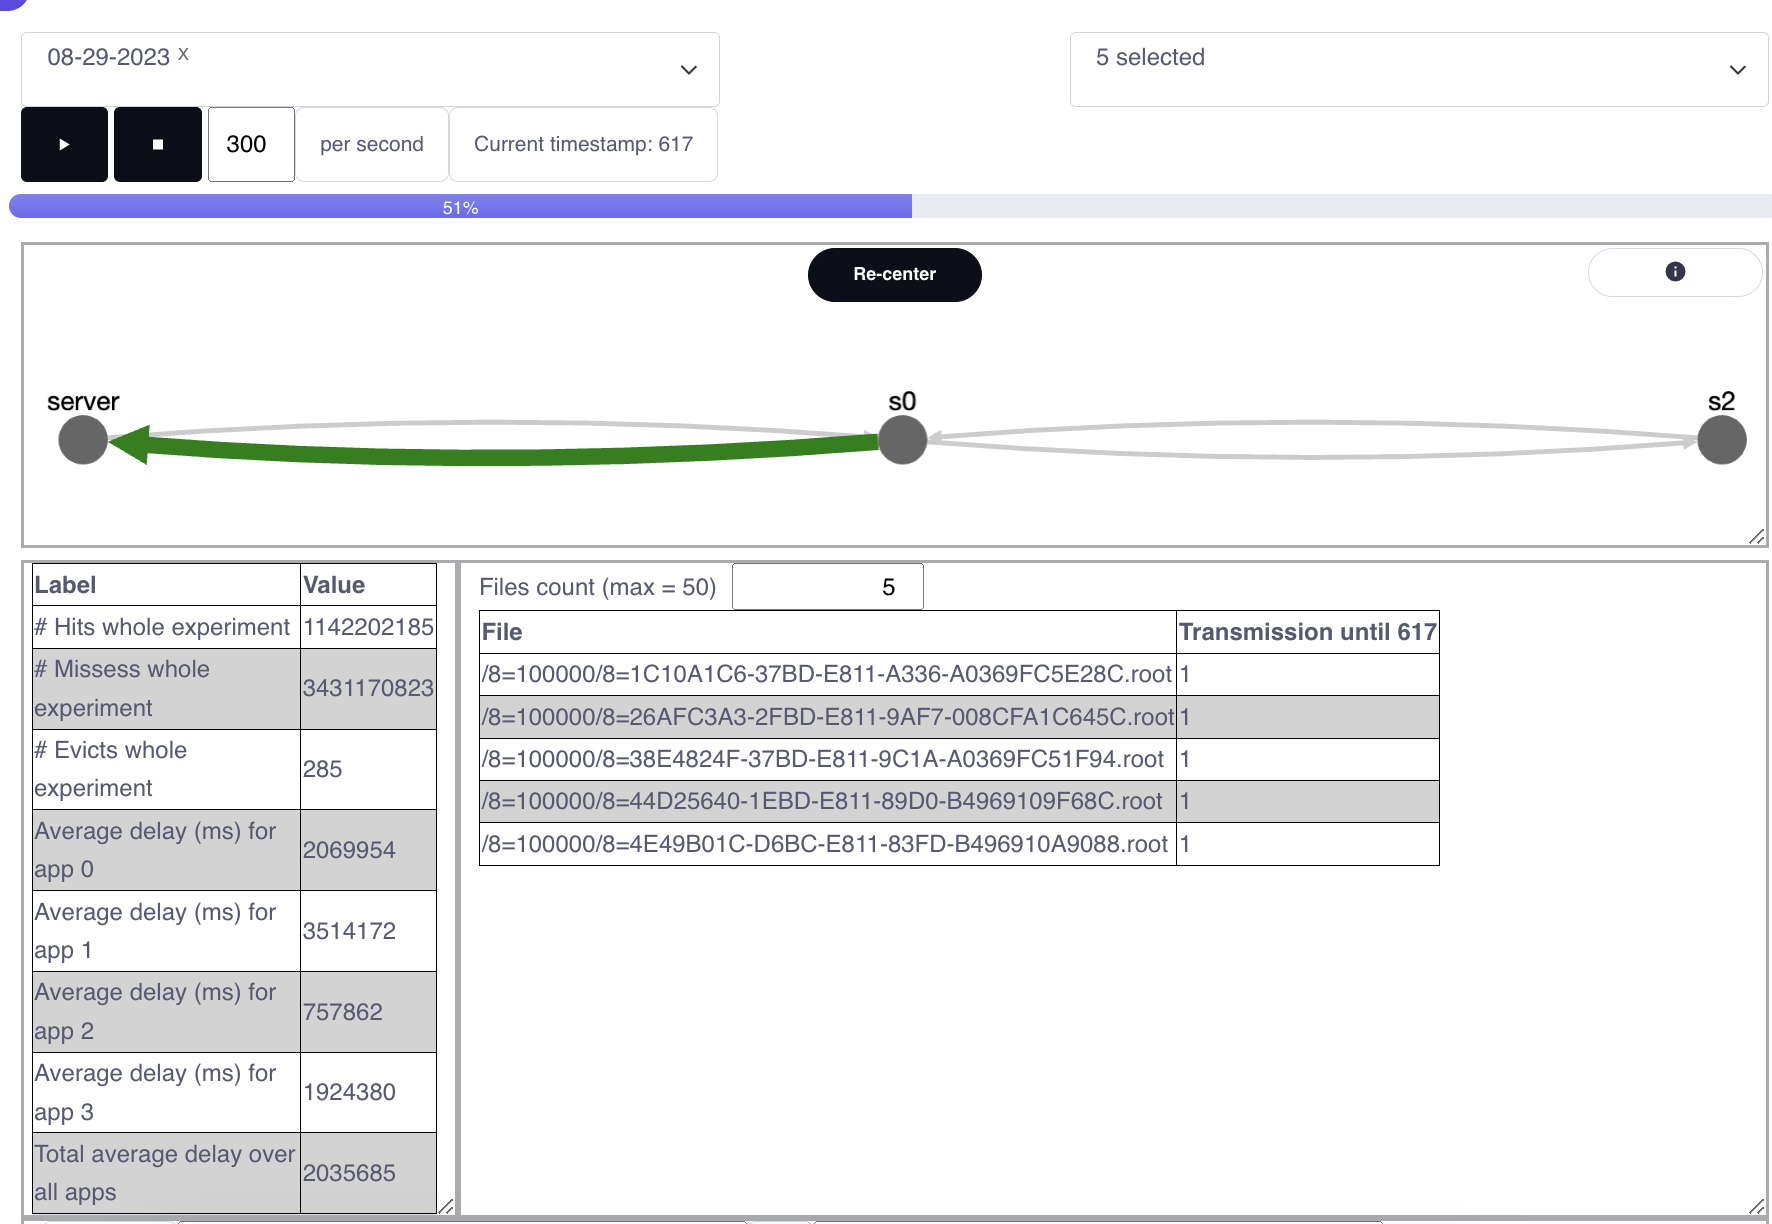 08-29-2023 x
5 selected
300
per second
Current timestamp: 617
51%
Re-center
server
s0
s2
Label Value
# Hits whole experiment 1142202185
# Missess whole
experiment
3431170823
# Evicts whole
experiment
285
Average delay (ms) for
app 0
2069954
Average delay (ms) for
app 1
3514172
Average delay (ms) for
app 2
757862
Average delay (ms) for
app 3
1924380
Total average delay over
all apps
2035685
Files count (max = 50) 5
File Transmission until 617
/8=100000/8=1C10A1C6-37BD-E811-A336-A0369FC5E28C.root 1
/8=100000/8=26AFC3A3-2FBD-E811-9AF7-008CFA1C645C.root 1
/8=100000/8=38E4824F-37BD-E811-9C1A-A0369FC51F94.root 1
/8=100000/8=44D25640-1EBD-E811-89D0-B4969109F68C.root 1
/8=100000/8=4E49B01C-D6BC-E811-83FD-B496910A9088.root 1